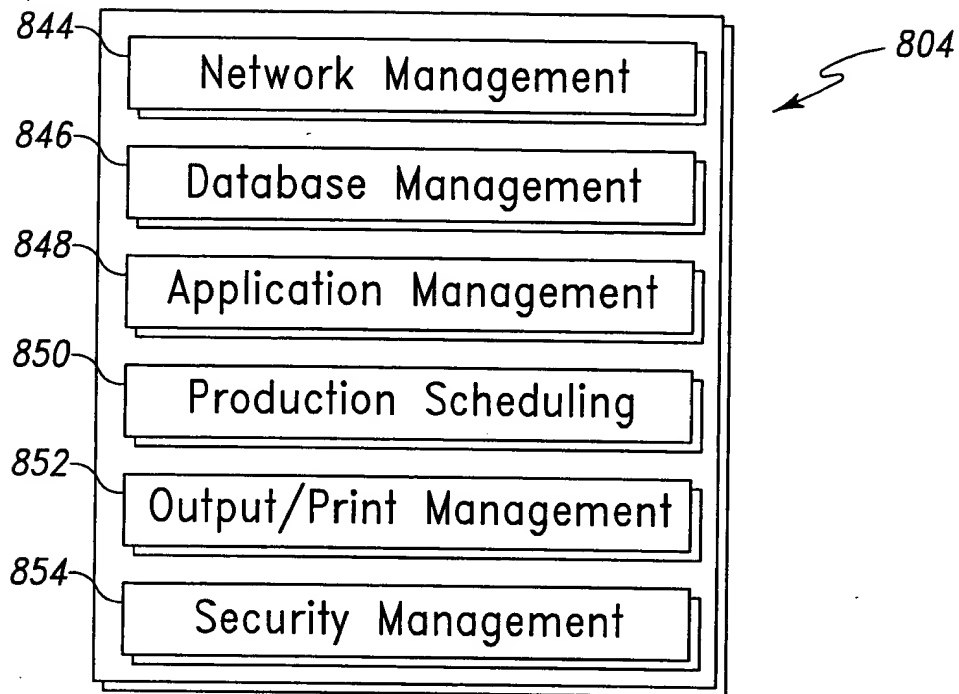 844 Network Management
804
846 Database Management
848 Application Management
850 Production Scheduling
852 Output/Print Management
854 Security Management